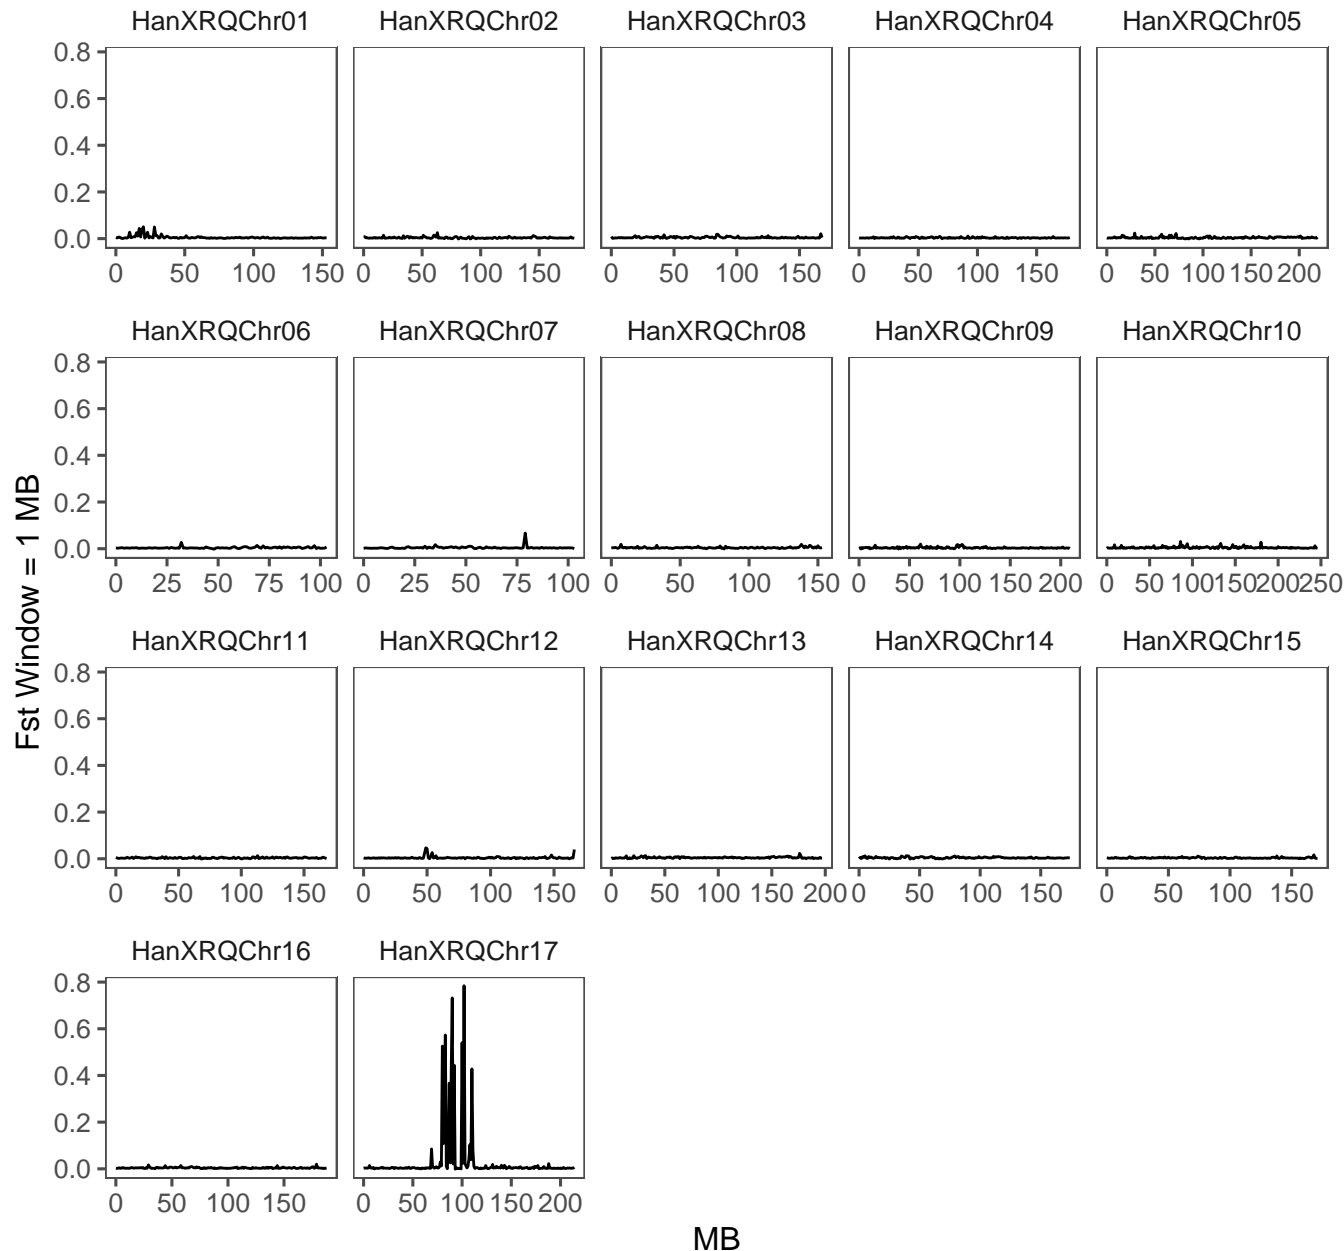 HanXRQChr01 HanXRQChr02 HanXRQChr03 HanXRQChr04 HanXRQChr05
0.8
0.6
0.4
0.2
0.0
0 50 100 150 0 50 100 150 0 50 100 150 0 50 100 150 0 50 100 150 200
HanXRQChr06 HanXRQChr07 HanXRQChr08 HanXRQChr09 HanXRQChr10
0.8
0.6
0.4
0.2
0.0
0 25 50 75 100 0 25 50 75 100 0 50 100 150 0 50 100 150 200 0 50 100 150 200 250
Fst Window = 1 MB
HanXRQChr11 HanXRQChr12 HanXRQChr13 HanXRQChr14 HanXRQChr15
0.8
0.6
0.4
0.2
0.0
0 50 100 150 0 50 100 150 0 50 100 150 200 0 50 100 150 0 50 100 150
HanXRQChr16 HanXRQChr17
0.8
0.6
0.4
0.2
0.0
0 50 100 150 0 50 100 150 200
MB